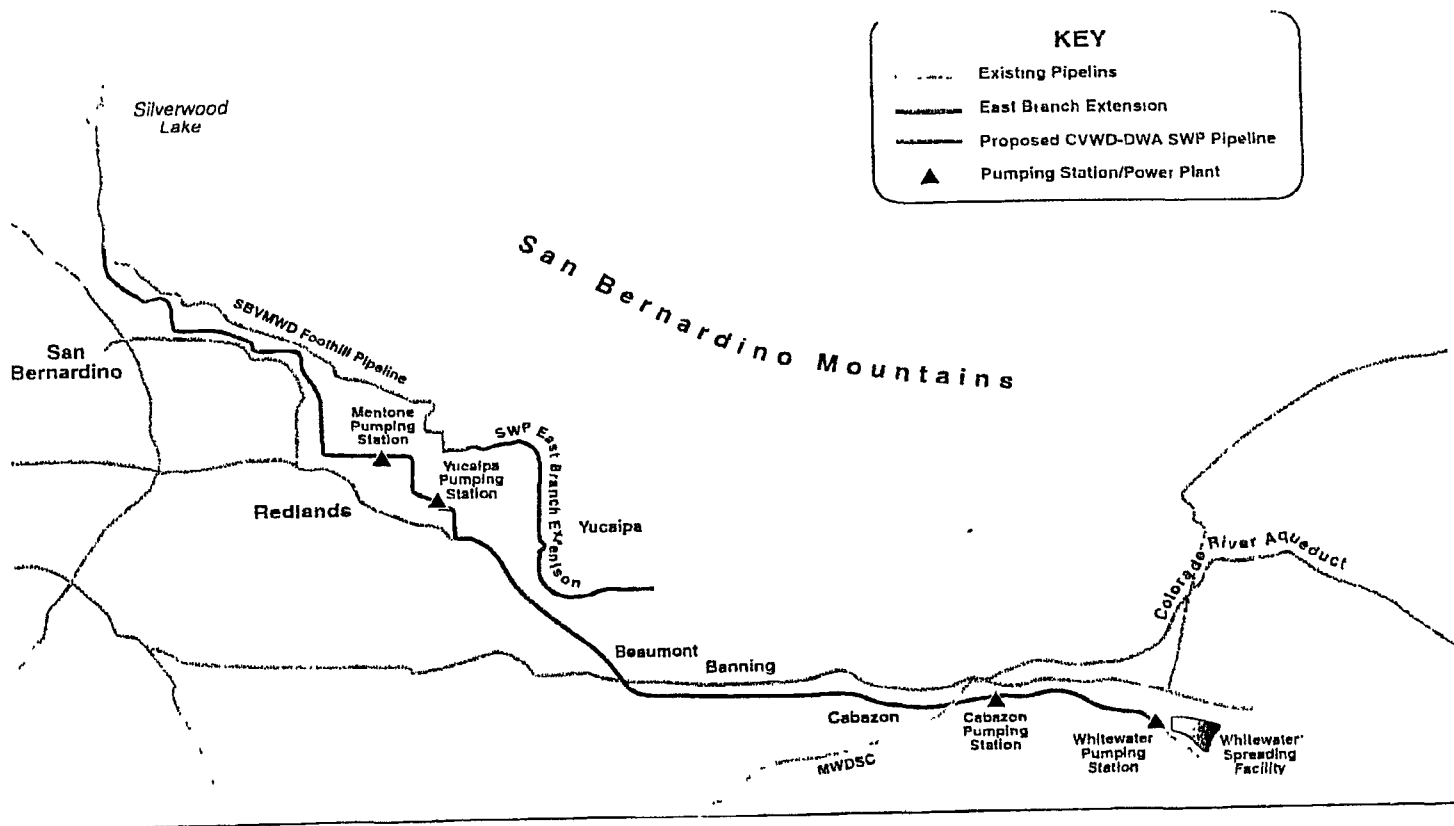 KEY
Existing Pipelins
East Branch Extension
Proposed CVWD-DWA SWP Pipeline
Pumping Station/Power Plant
Silverwood
Lake
San Bernardino Mountains
SBVMWD Foothill Pipeline
San
Bernardino
Mentone
Pumping
Station
SWP East Branch Extenison
Yucaipa
Pumping
Station
Redlands
Yucaipa
Colorado River Aqueduct
Beaumont
Banning
Cabazon
Cabazon
Pumping
Station
MWDSC
Whitewater
Pumping
Station
Whitewater
Spreading
Facility